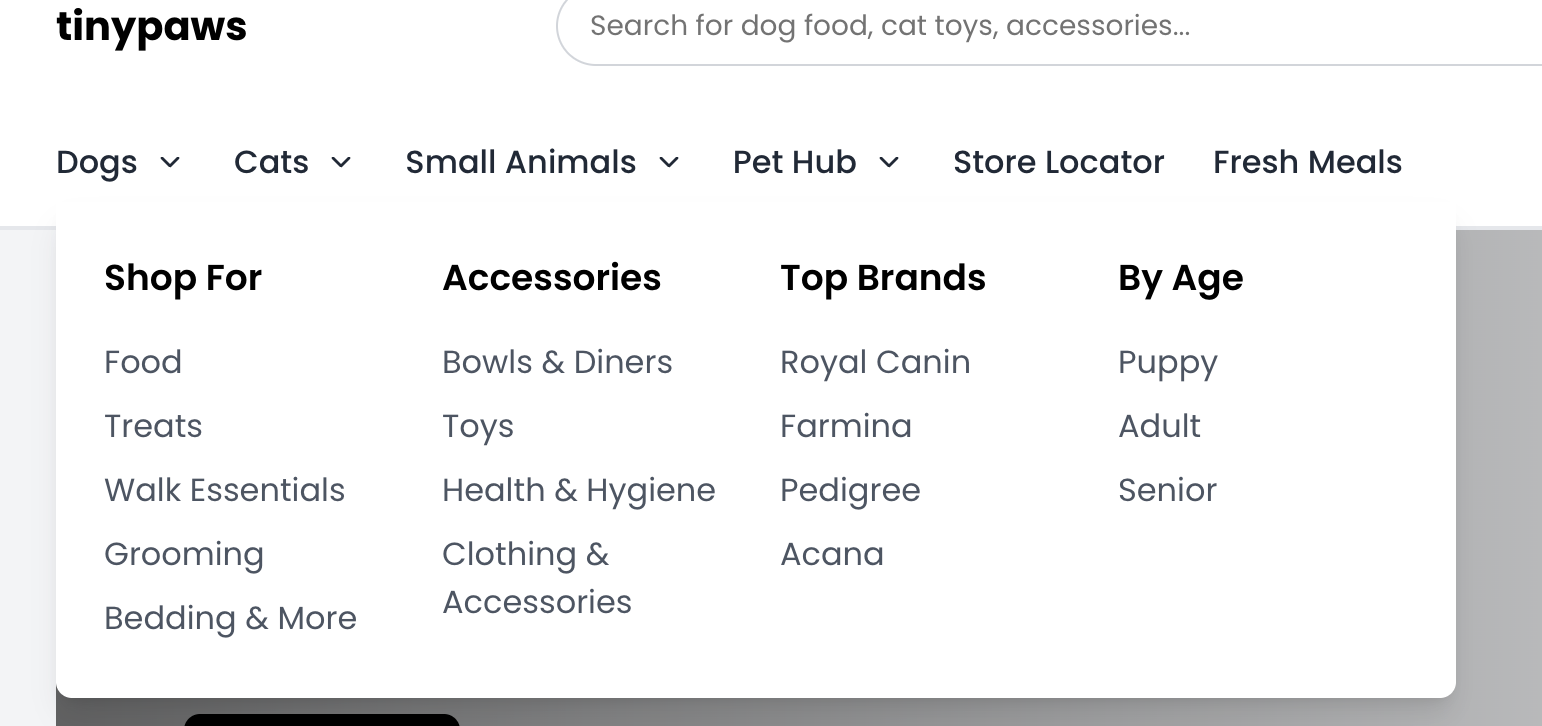 tinypaws
Search for dog food, cat toys, accessories...
Dogs
Cats
Small Animals
Pet Hub
Store Locator
Fresh Meals
Shop For
Food
Treats
Walk Essentials
Grooming
Bedding & More
Accessories
Bowls & Diners
Toys
Health & Hygiene
Clothing &
Accessories
Top Brands
Royal Canin
Farmina
Pedigree
Acana
By Age
Puppy
Adult
Senior